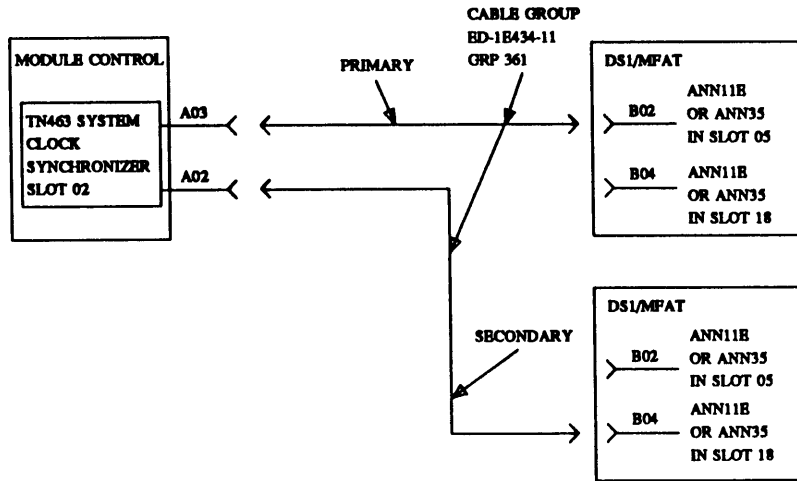 CABLE GROUP
ED-1E434-11
GRP 361
MODULE CONTROL
PRIMARY
DS1/MFAT
TN463 SYSTEM
CLOCK
SYNCHRONIZER
SLOT 02
A03
A02
B02
ANN11E
OR ANN35
IN SLOT 05
B04
ANN11E
OR ANN35
IN SLOT 18
SECONDARY
DS1/MFAT
B02
ANN11E
OR ANN35
IN SLOT 05
B04
ANN11E
OR ANN35
IN SLOT 18